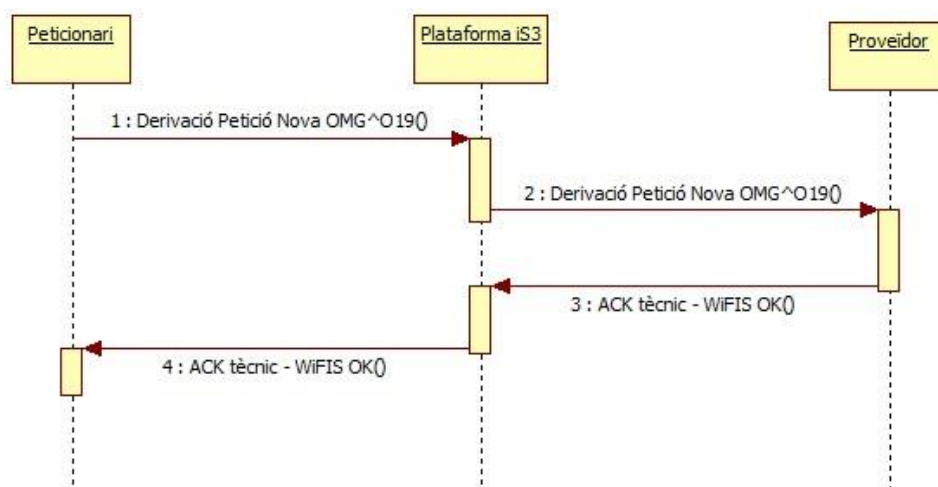 Peticionari
Plataforma iS3
Proveïdor
1 : Derivació Petició Nova OMG^O19()
2 : Derivació Petició Nova OMG^O19()
3 : ACK tècnic - WiFIS OK()
4 : ACK tècnic - WiFIS OK()